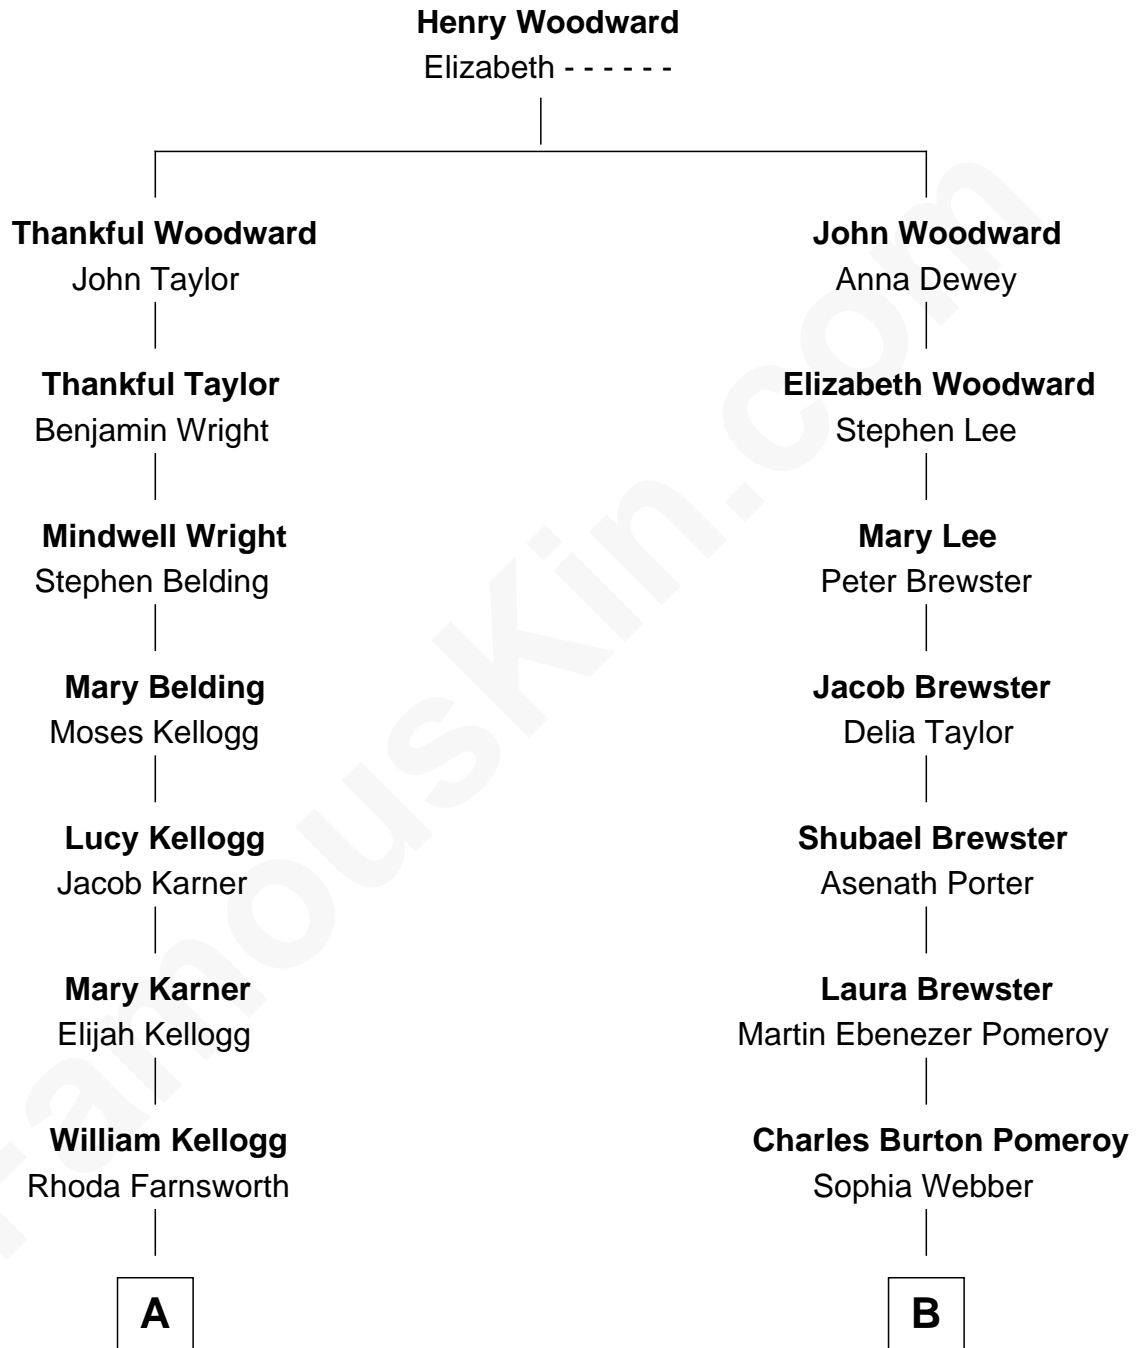 Henry Woodward
Elizabeth - - - - - -
Thankful Woodward
John Taylor
John Woodward
Anna Dewey
Thankful Taylor
Benjamin Wright
Elizabeth Woodward
Stephen Lee
Mindwell Wright
Stephen Belding
Mary Lee
Peter Brewster
Mary Belding
Moses Kellogg
Jacob Brewster
Delia Taylor
Lucy Kellogg
Jacob Karner
Shubael Brewster
Asenath Porter
Mary Karner
Elijah Kellogg
Laura Brewster
Martin Ebenezer Pomeroy
William Kellogg
Rhoda Farnsworth
Charles Burton Pomeroy
Sophia Webber
A
B
FamousKin.com